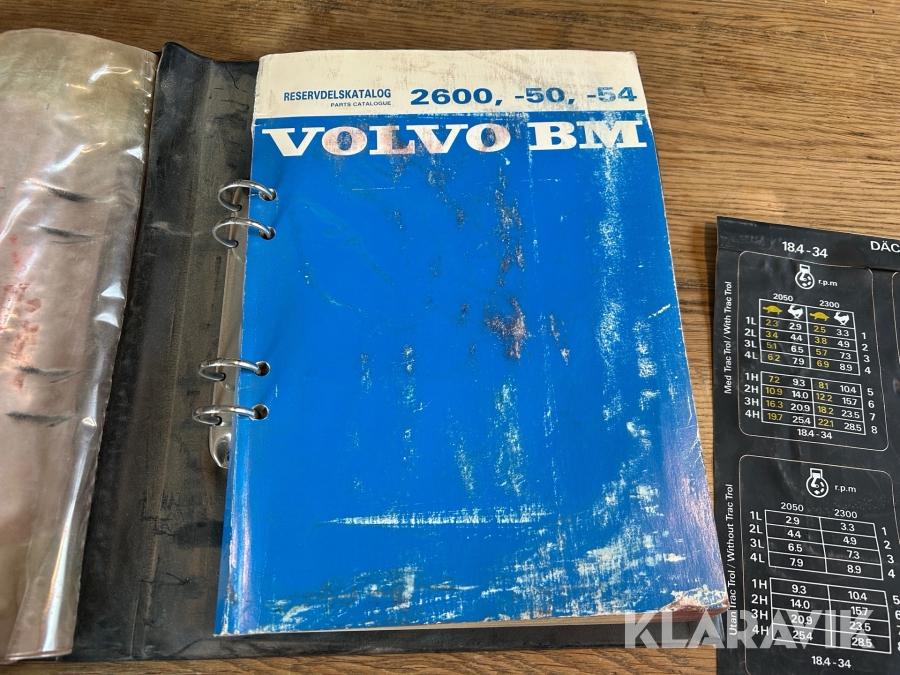 RESERVDELSKATALOG 2600, -50, -54
PARTS CATALOGUE
VOLVO BM
18.4-34
Med Trac Trol / With Trac Trol
r.p.m
2050 2300
1L 2.3 2.9 2.5 3.3 1
2L 3.4 4.4 3.8 4.9 2
3L 5.1 6.5 5.7 7.3 3
4L 6.2 7.9 6.9 8.9 4
1H 7.2 9.3 8.1 10.4 5
2H 10.9 14.0 12.2 15.7 6
3H 16.3 20.9 18.2 23.5 7
4H 19.7 25.4 22.1 28.5 8
18.4-34
Utan Trac Trol / Without Trac Trol
r.p.m
2050 2300
1L 2.9 3.3 1
2L 4.4 4.9 2
3L 6.5 7.3 3
4L 7.9 8.9 4
1H 9.3 10.4 5
2H 14.0 15.7 6
3H 20.9 23.5
4H 25.4 28.5
18.4-34
KLARAVIK